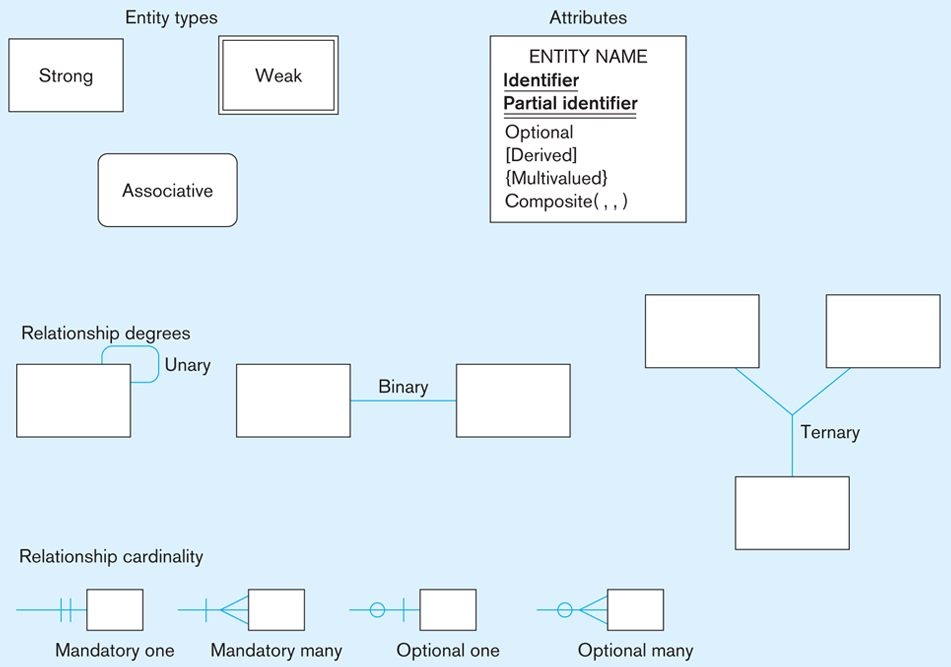 Entity types
Strong
Weak
Associative
Attributes
ENTITY NAME
Identifier
Partial identifier
Optional
[Derived]
{Multivalued}
Composite( , , )
Relationship degrees
Unary
Binary
Ternary
Relationship cardinality
Mandatory one
Mandatory many
Optional one
Optional many